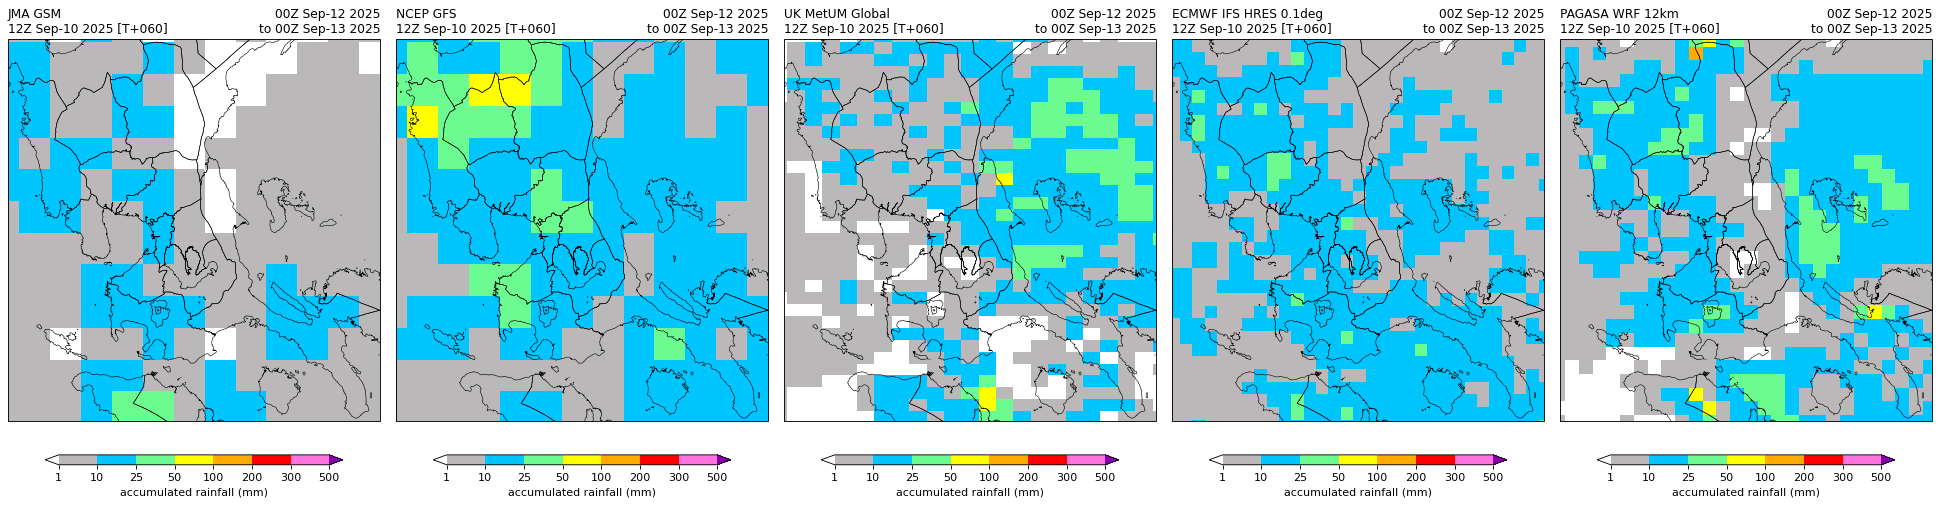 JMA GSM 00Z Sep-12 2025
12Z Sep-10 2025 [T+060] to 00Z Sep-13 2025
NCEP GFS 00Z Sep-12 2025
12Z Sep-10 2025 [T+060] to 00Z Sep-13 2025
UK MetUM Global 00Z Sep-12 2025
12Z Sep-10 2025 [T+060] to 00Z Sep-13 2025
ECMWF IFS HRES 0.1deg 00Z Sep-12 2025
12Z Sep-10 2025 [T+060] to 00Z Sep-13 2025
PAGASA WRF 12km 00Z Sep-12 2025
12Z Sep-10 2025 [T+060] to 00Z Sep-13 2025
1 10 25 50 100 200 300 500
accumulated rainfall (mm)
1 10 25 50 100 200 300 500
accumulated rainfall (mm)
1 10 25 50 100 200 300 500
accumulated rainfall (mm)
1 10 25 50 100 200 300 500
accumulated rainfall (mm)
1 10 25 50 100 200 300 500
accumulated rainfall (mm)